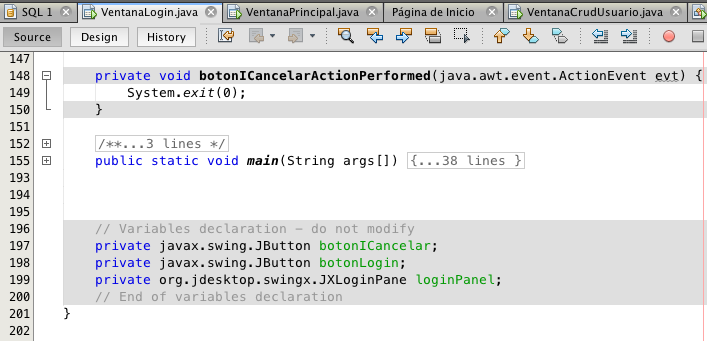 SQL 1 VentanaLogin.java VentanaPrincipal.java Página de Inicio VentanaCrudUsuario.java
Source Design History
147
148 private void botonICancelarActionPerformed(java.awt.event.ActionEvent evt) {
149 System.exit(0);
150 }
151
152 /**...3 lines */
155 public static void main(String args[]) {...38 lines }
193
194
195
196 // Variables declaration - do not modify
197 private javax.swing.JButton botonICancelar;
198 private javax.swing.JButton botonLogin;
199 private org.jdesktop.swingx.JXLoginPane loginPanel;
200 // End of variables declaration
201 }
202